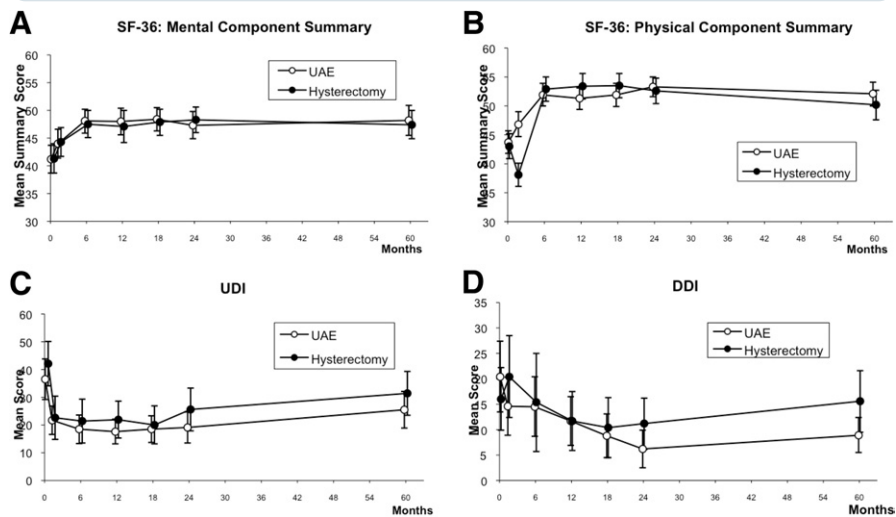 A
SF-36: Mental Component Summary
60
55
50
45
40
35
30
Mean Summary Score
UAE
Hysterectomy
0 6 12 18 24 30 36 42 48 54 60
Months
B
SF-36: Physical Component Summary
60
55
50
45
40
35
30
Mean Summary Score
UAE
Hysterectomy
0 6 12 18 24 30 36 42 48 54 60
Months
C
UDI
60
50
40
30
20
10
0
Mean Score
UAE
Hysterectomy
0 6 12 18 24 30 36 42 48 54 60
Months
D
DDI
35
30
25
20
15
10
5
0
Mean Score
UAE
Hysterectomy
0 6 12 18 24 30 36 42 48 54 60
Months